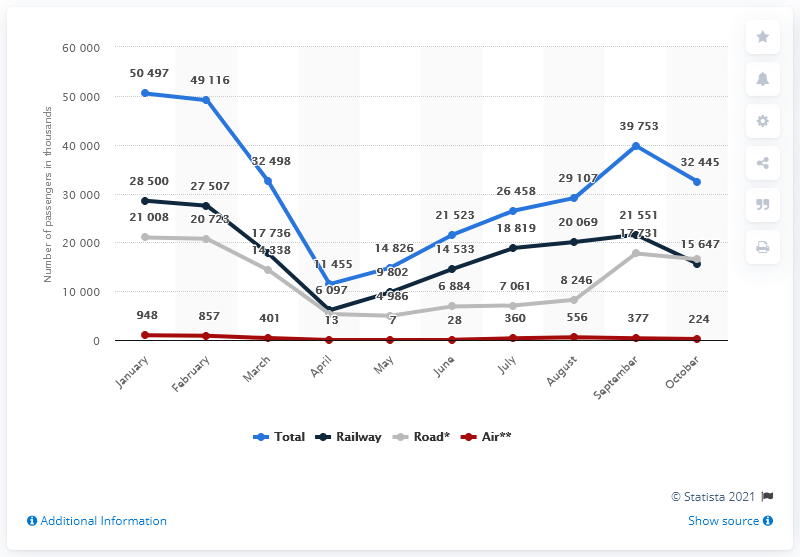 Number of passengers in thousands
60 000
50 000
40 000
30 000
20 000
10 000
0
50 497
49 116
32 498
11 455
14 826
21 523
26 458
29 107
39 753
32 445
28 500
27 507
17 736
6 097
9 802
14 533
18 819
20 069
21 551
15 647
21 008
20 723
14 338
4 986
6 884
7 061
8 246
17 731
948
857
401
13
7
28
360
556
377
224
January
February
March
April
May
June
July
August
September
October
Total
Railway
Road*
Air**
© Statista 2021
Additional Information
Show source